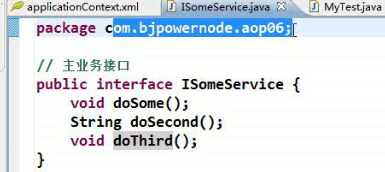 applicationContext.xml ISomeService.java MyTest.java
package com.bjpowernode.aop06;
// 主业务接口
public interface ISomeService {
void doSome();
String doSecond();
void doThird();
}